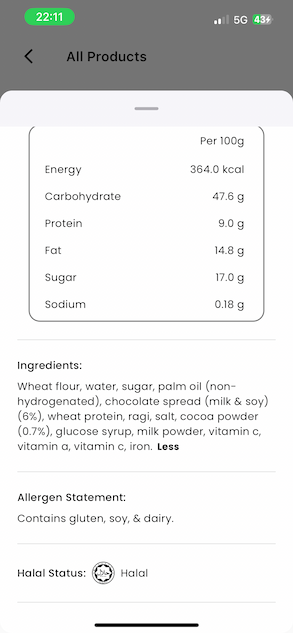 22:11
5G
43
All Products
Per 100g
Energy 364.0 kcal
Carbohydrate 47.6 g
Protein 9.0 g
Fat 14.8 g
Sugar 17.0 g
Sodium 0.18 g
Ingredients:
Wheat flour, water, sugar, palm oil (non-
hydrogenated), chocolate spread (milk & soy)
(6%), wheat protein, ragi, salt, cocoa powder
(0.7%), glucose syrup, milk powder, vitamin c,
vitamin a, vitamin c, iron. Less
Allergen Statement:
Contains gluten, soy, & dairy.
Halal Status: Halal